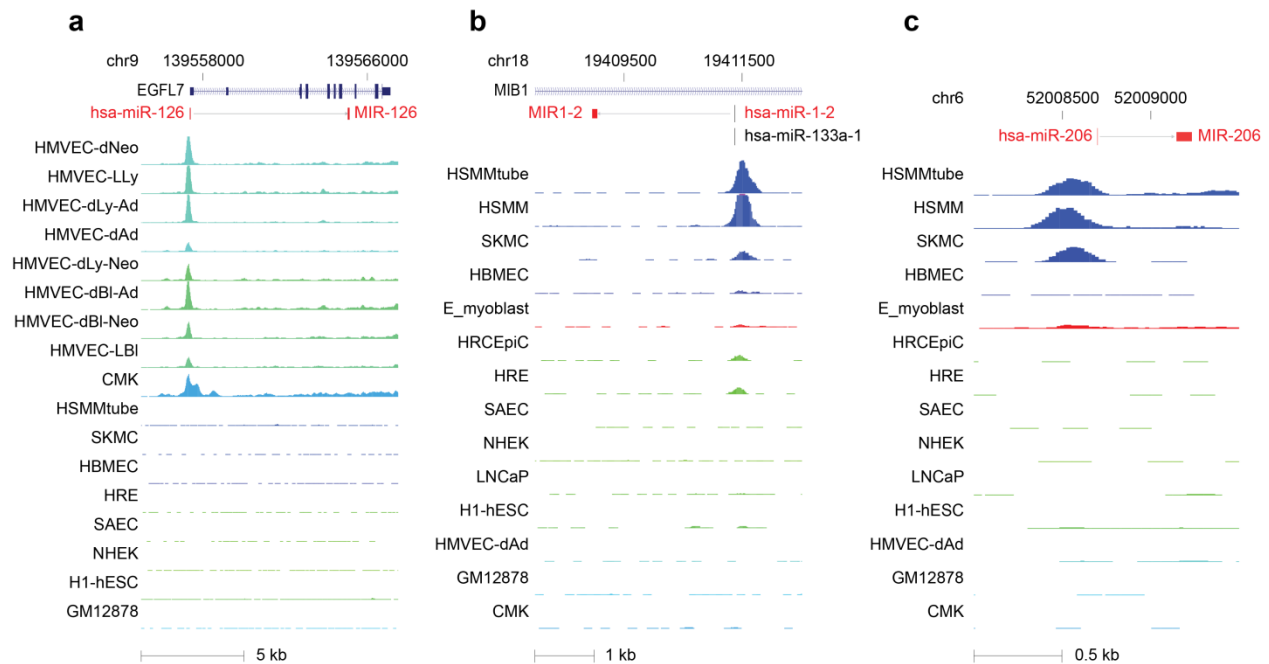 a
chr9 139558000 139566000
EGFL7
hsa-miR-126 MIR-126
HMVEC-dNeo
HMVEC-LLy
HMVEC-dLy-Ad
HMVEC-dAd
HMVEC-dLy-Neo
HMVEC-dBl-Ad
HMVEC-dBl-Neo
HMVEC-LBl
CMK
HSMMtube
SKMC
HBMEC
HRE
SAEC
NHEK
H1-hESC
GM12878
5 kb
b
chr18 19409500 19411500
MIB1
MIR1-2 hsa-miR-1-2
hsa-miR-133a-1
HSMMtube
HSMM
SKMC
HBMEC
E_myoblast
HRCEpiC
HRE
SAEC
NHEK
LNCaP
H1-hESC
HMVEC-dAd
GM12878
CMK
1 kb
c
chr6 52008500 52009000
hsa-miR-206 MIR-206
HSMMtube
HSMM
SKMC
HBMEC
E_myoblast
HRCEpiC
HRE
SAEC
NHEK
LNCaP
H1-hESC
HMVEC-dAd
GM12878
CMK
0.5 kb